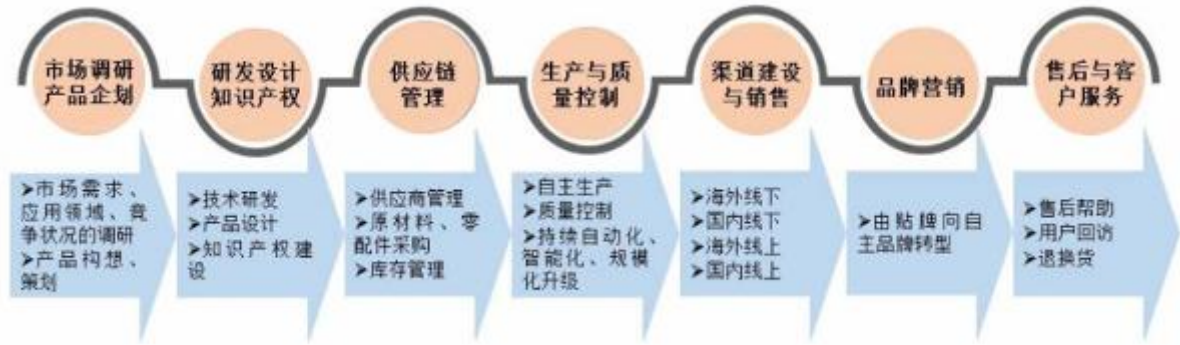 市场调研
产品企划
研发设计
知识产权
供应链
管理
生产与质
量控制
渠道建设
与销售
品牌营销
售后与客
户服务
➤市场需求、
应用领域、竞
争状况的调研
➤产品构想、
策划
➤技术研发
➤产品设计
➤知识产权建
设
➤供应商管理
➤原材料、零
配件采购
➤库存管理
➤自主生产
➤质量控制
➤持续自动化、
智能化、规模
化升级
➤海外线下
➤国内线下
➤海外线上
➤国内线上
➤由贴牌向自
主品牌转型
➤售后帮助
➤用户回访
➤退换货